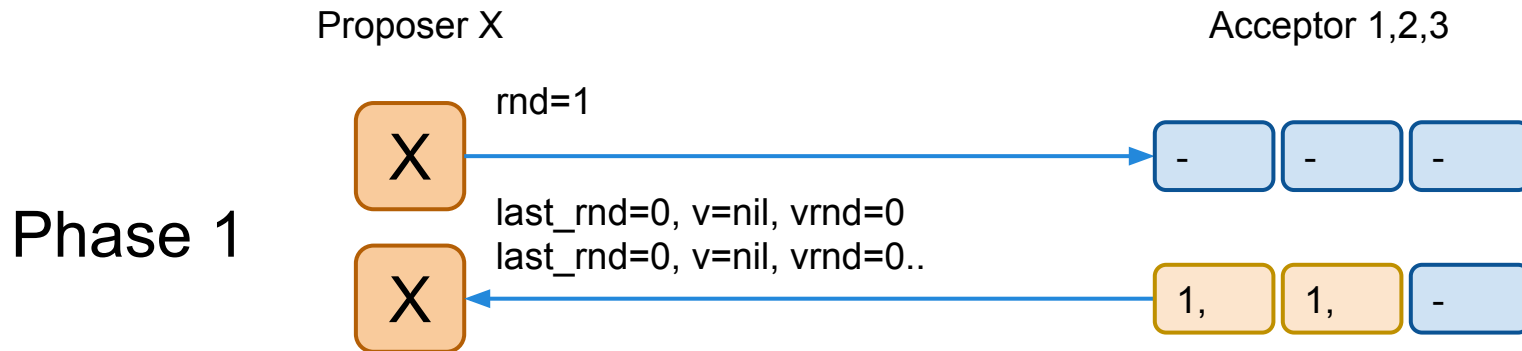 Proposer X
Acceptor 1,2,3
rnd=1
X
-
-
-
Phase 1
last_rnd=0, v=nil, vrnd=0
last_rnd=0, v=nil, vrnd=0..
X
1,
1,
-